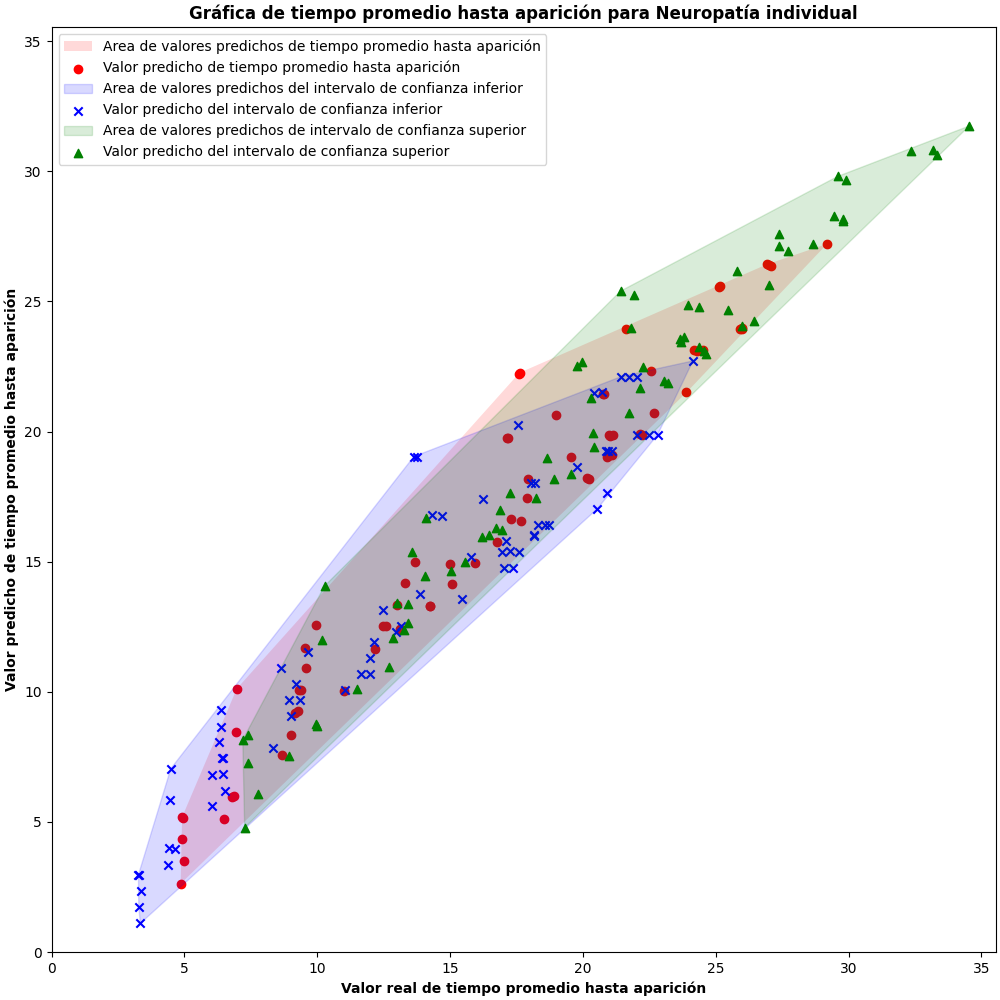 Gráfica de tiempo promedio hasta aparición para Neuropatía individual
Area de valores predichos de tiempo promedio hasta aparición
Valor predicho de tiempo promedio hasta aparición
Area de valores predichos del intervalo de confianza inferior
Valor predicho del intervalo de confianza inferior
Area de valores predichos de intervalo de confianza superior
Valor predicho del intervalo de confianza superior
Valor predicho de tiempo promedio hasta aparición
35
30
25
20
15
10
5
0
0 5 10 15 20 25 30 35
Valor real de tiempo promedio hasta aparición